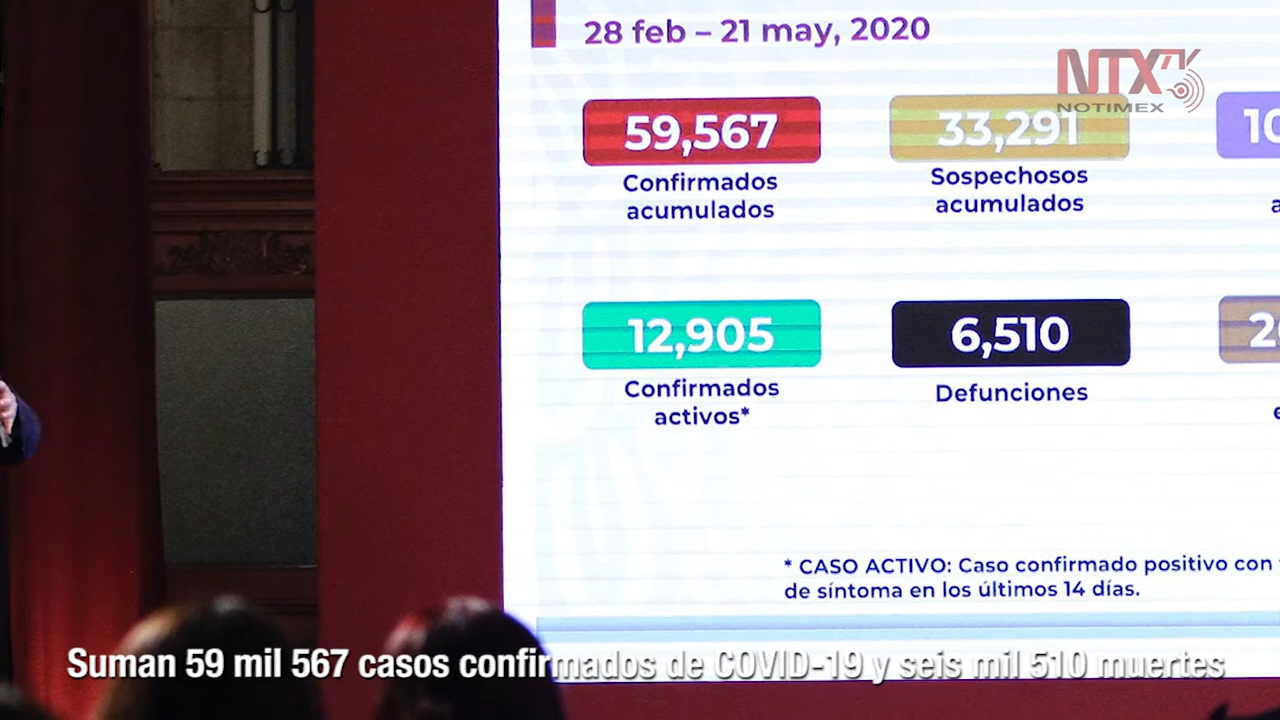 28 feb – 21 may, 2020
NTX
NOTIMEX
59,567
33,291
10
Confirmados
acumulados
Sospechosos
acumulados
a
12,905
6,510
2
Confirmados
activos*
Defunciones
e
* CASO ACTIVO: Caso confirmado positivo con
de síntoma en los últimos 14 días.
Suman 59 mil 567 casos confirmados de COVID-19 y seis mil 510 muertes